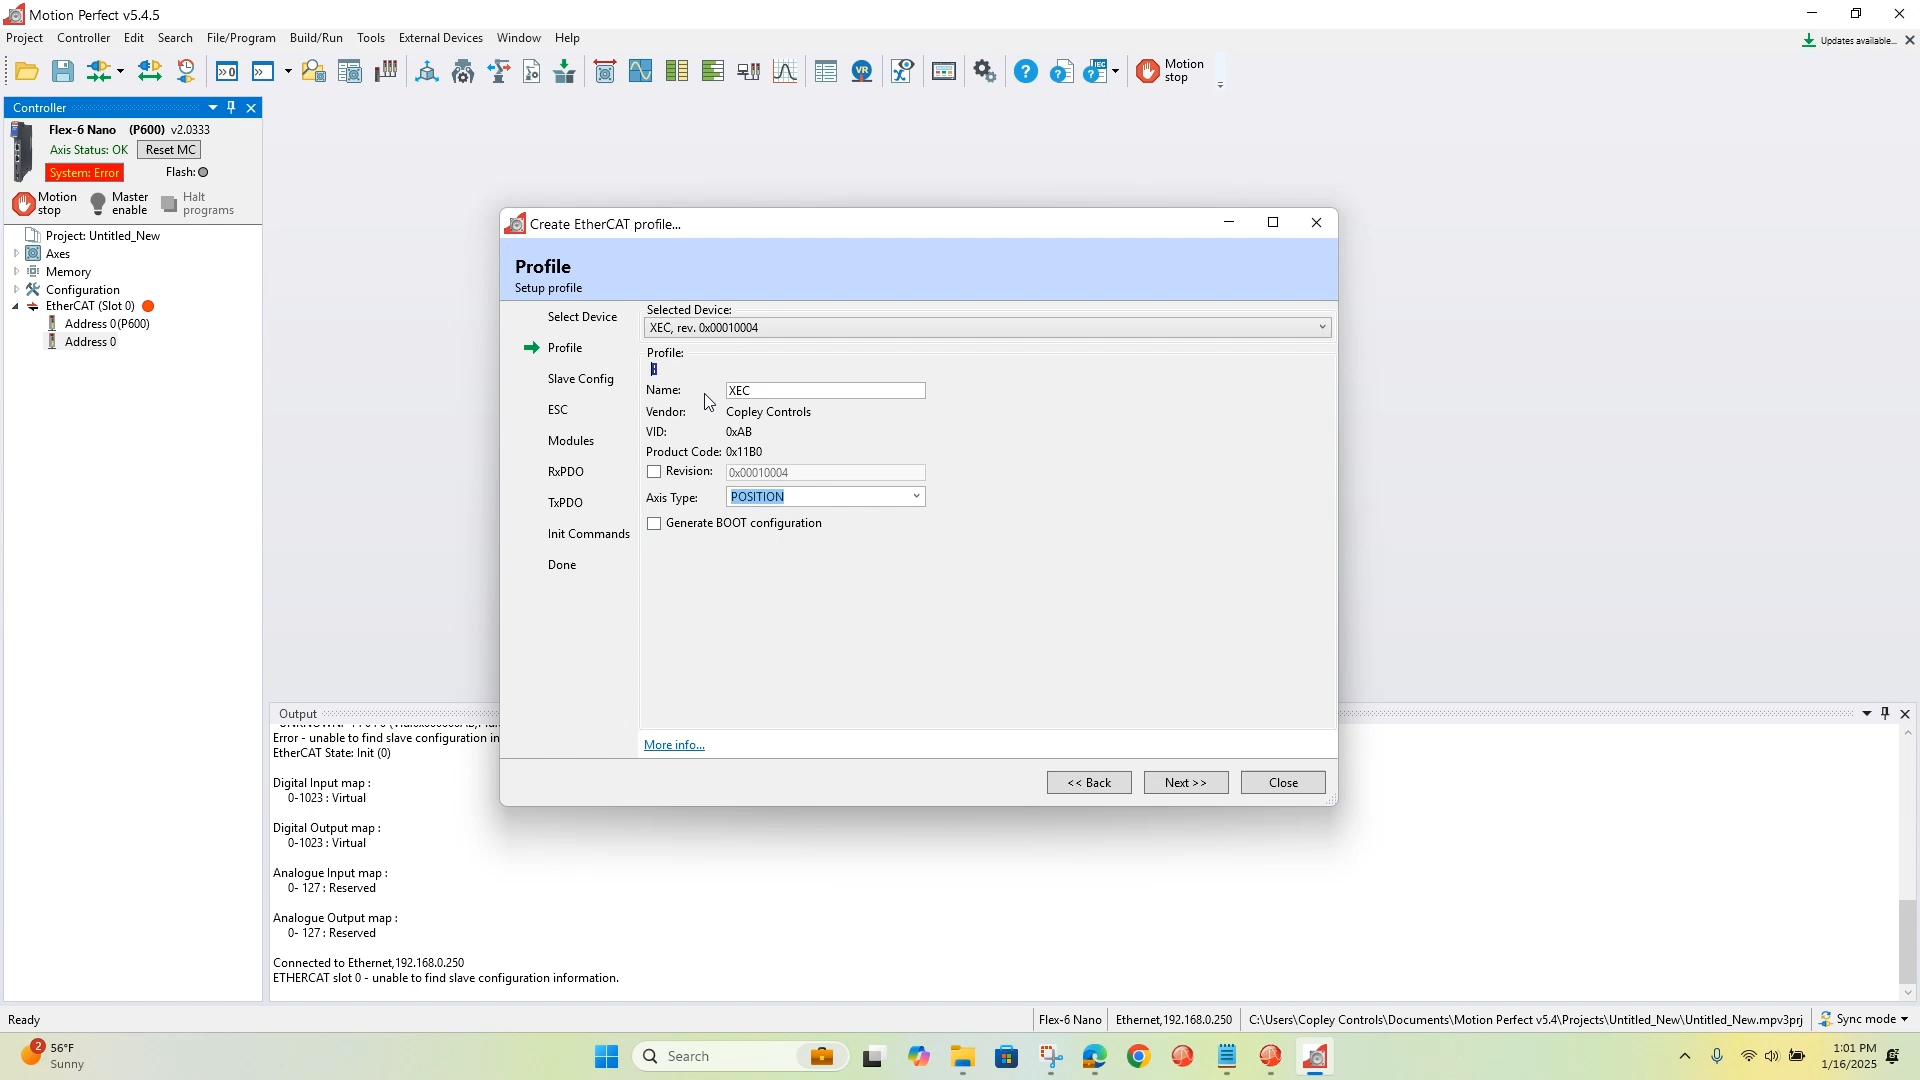 Motion Perfect v5.4.5
Project Controller Edit Search File/Program Build/Run Tools External Devices Window Help
Updates available...
Motion stop
Controller
Flex-6 Nano (P600) v2.0333
Axis Status: OK Reset MC
System: Error Flash:
Motion stop Master enable Halt programs
Project: Untitled_New
Axes
Memory
Configuration
EtherCAT (Slot 0)
Address 0(P600)
Address 0
Create EtherCAT profile...
Profile
Setup profile
Select Device
Profile
Slave Config
ESC
Modules
RxPDO
TxPDO
Init Commands
Done
Selected Device:
XEC, rev. 0x00010004
Profile:
Name: XEC
Vendor: Copley Controls
VID: 0xAB
Product Code: 0x11B0
Revision: 0x00010004
Axis Type: POSITION
Generate BOOT configuration
More info...
<< Back Next >> Close
Output
Error - unable to find slave configuration in
EtherCAT State: Init (0)
Digital Input map :
0-1023 : Virtual
Digital Output map :
0-1023 : Virtual
Analogue Input map :
0- 127 : Reserved
Analogue Output map :
0- 127 : Reserved
Connected to Ethernet,192.168.0.250
ETHERCAT slot 0 - unable to find slave configuration information.
Ready Flex-6 Nano Ethernet,192.168.0.250 C:\Users\Copley Controls\Documents\Motion Perfect v5.4\Projects\Untitled_New\Untitled_New.mpv3prj Sync mode
2 56°F
Sunny
Search
1:01 PM
1/16/2025